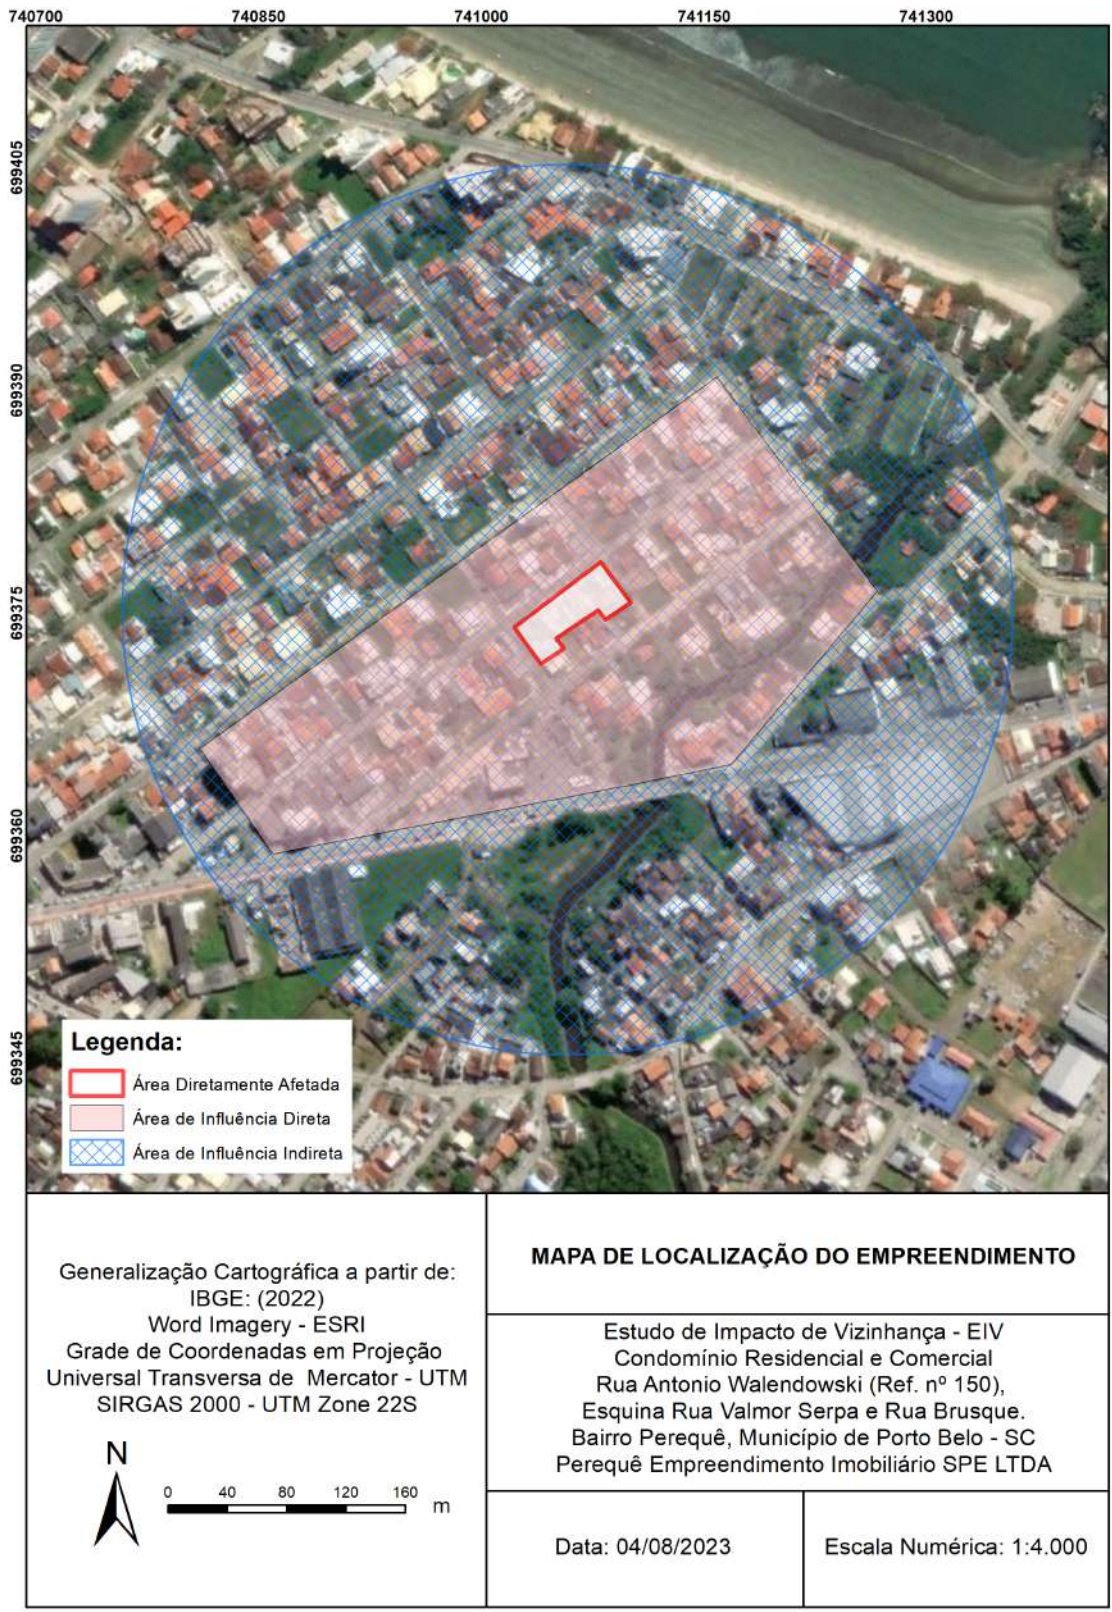 740700 740850 741000 741150 741300
699405
699390
699375
699360
699345
Legenda:
Área Diretamente Afetada
Área de Influência Direta
Área de Influência Indireta
Generalização Cartográfica a partir de:
IBGE: (2022)
Word Imagery - ESRI
Grade de Coordenadas em Projeção
Universal Transversa de Mercator - UTM
SIRGAS 2000 - UTM Zone 22S
N
0 40 80 120 160
m
MAPA DE LOCALIZAÇÃO DO EMPREENDIMENTO
Estudo de Impacto de Vizinhança - EIV
Condomínio Residencial e Comercial
Rua Antonio Walendowski (Ref. nº 150),
Esquina Rua Valmor Serpa e Rua Brusque.
Bairro Perequê, Município de Porto Belo - SC
Perequê Empreendimento Imobiliário SPE LTDA
Data: 04/08/2023
Escala Numérica: 1:4.000